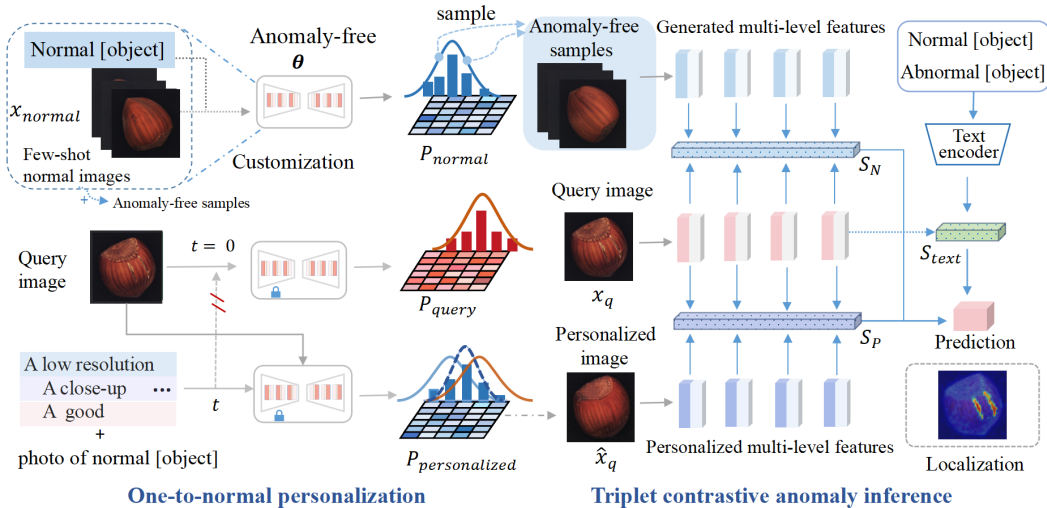 Normal [object]
x_normal
Few-shot
normal images
+
Anomaly-free samples
Anomaly-free
θ
Customization
sample
P_normal
Anomaly-free
samples
Generated multi-level features
Normal [object]
Abnormal [object]
Text
encoder
S_N
Query
image
t = 0
P_query
Query image
x_q
S_text
A low resolution
A close-up ...
A good
+
photo of normal [object]
t
P_personalized
Personalized
image
x̂_q
S_P
Prediction
Personalized multi-level features
Localization
One-to-normal personalization
Triplet contrastive anomaly inference